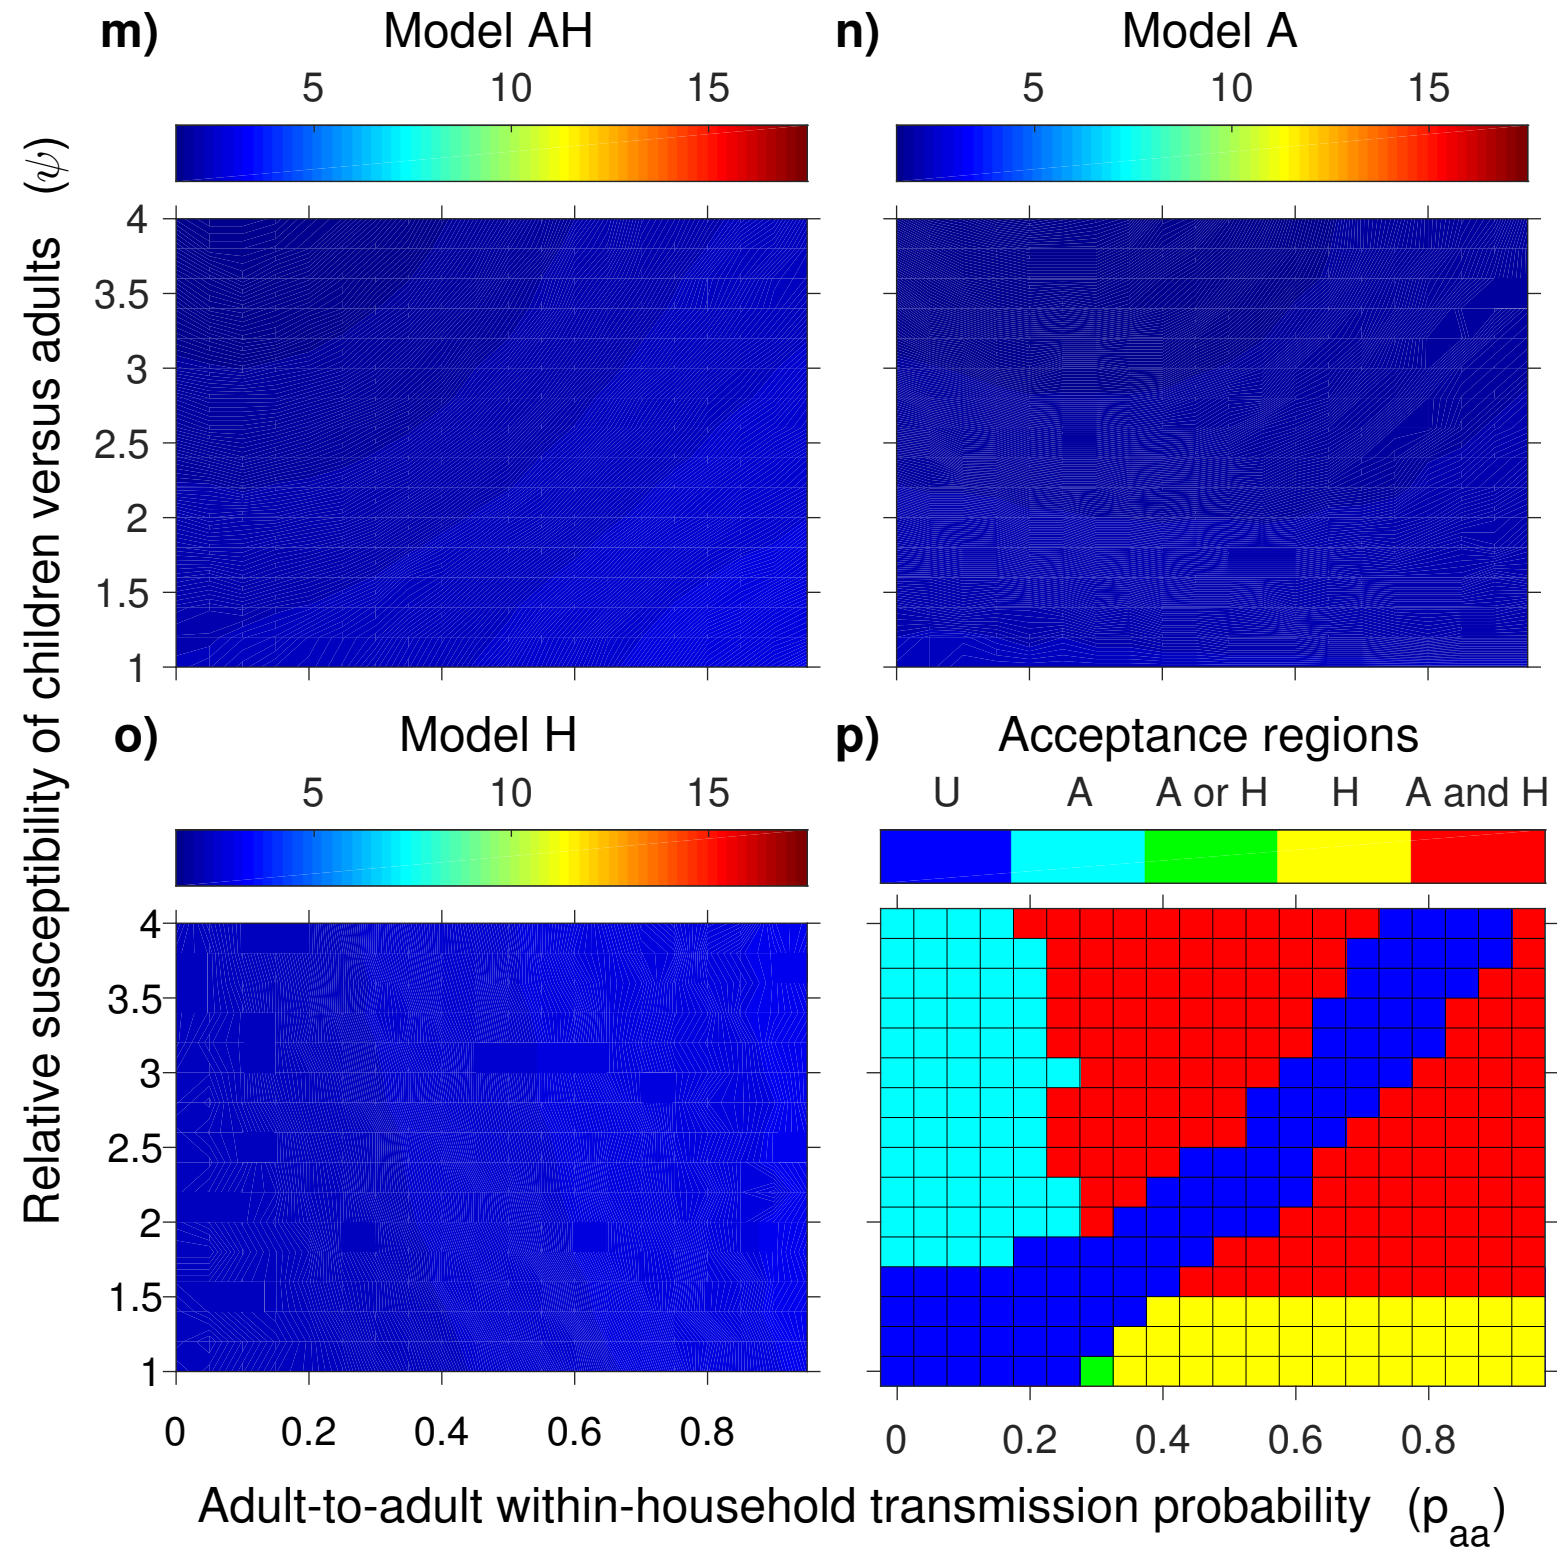 m) Model AH
5 10 15
n) Model A
5 10 15
Relative susceptibility of children versus adults (ψ)
4
3.5
3
2.5
2
1.5
1
o) Model H
5 10 15
p) Acceptance regions
U A A or H H A and H
4
3.5
3
2.5
2
1.5
1
0 0.2 0.4 0.6 0.8
0 0.2 0.4 0.6 0.8
Adult-to-adult within-household transmission probability (p_aa)